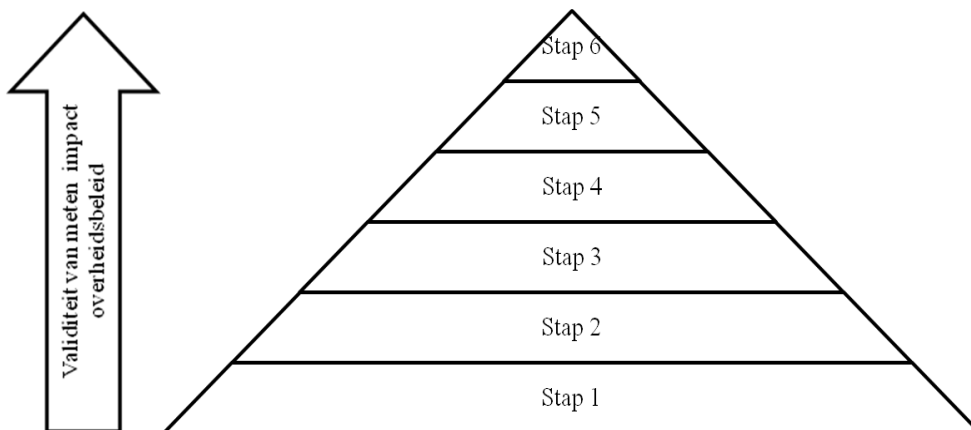 Validiteit van meten impact
overheidsbeleid
Stap 6
Stap 5
Stap 4
Stap 3
Stap 2
Stap 1